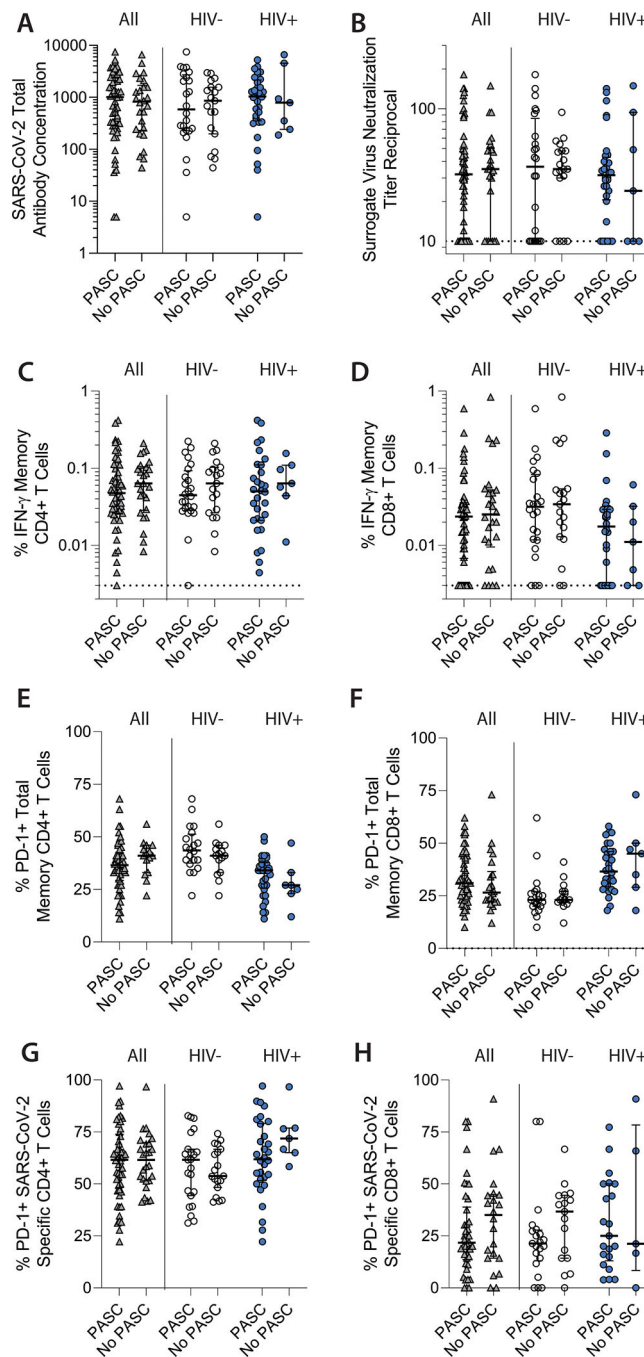 A
All
HIV-
HIV+
SARS-CoV-2 Total
Antibody Concentration
10000
1000
100
10
1
PASC
No PASC
PASC
No PASC
PASC
No PASC
B
All
HIV-
HIV+
Surrogate Virus Neutralization
Titer Reciprocal
100
10
PASC
No PASC
PASC
No PASC
PASC
No PASC
C
All
HIV-
HIV+
% IFN-γ Memory
CD4+ T Cells
1
0.1
0.01
PASC
No PASC
PASC
No PASC
PASC
No PASC
D
All
HIV-
HIV+
% IFN-γ Memory
CD8+ T Cells
1
0.1
0.01
PASC
No PASC
PASC
No PASC
PASC
No PASC
E
All
HIV-
HIV+
% PD-1+ Total
Memory CD4+ T Cells
100
75
50
25
0
PASC
No PASC
PASC
No PASC
PASC
No PASC
F
All
HIV-
HIV+
% PD-1+ Total
Memory CD8+ T Cells
100
75
50
25
0
PASC
No PASC
PASC
No PASC
PASC
No PASC
G
All
HIV-
HIV+
% PD-1+ SARS-CoV-2
Specific CD4+ T Cells
100
75
50
25
0
PASC
No PASC
PASC
No PASC
PASC
No PASC
H
All
HIV-
HIV+
% PD-1+ SARS-CoV-2
Specific CD8+ T Cells
100
75
50
25
0
PASC
No PASC
PASC
No PASC
PASC
No PASC